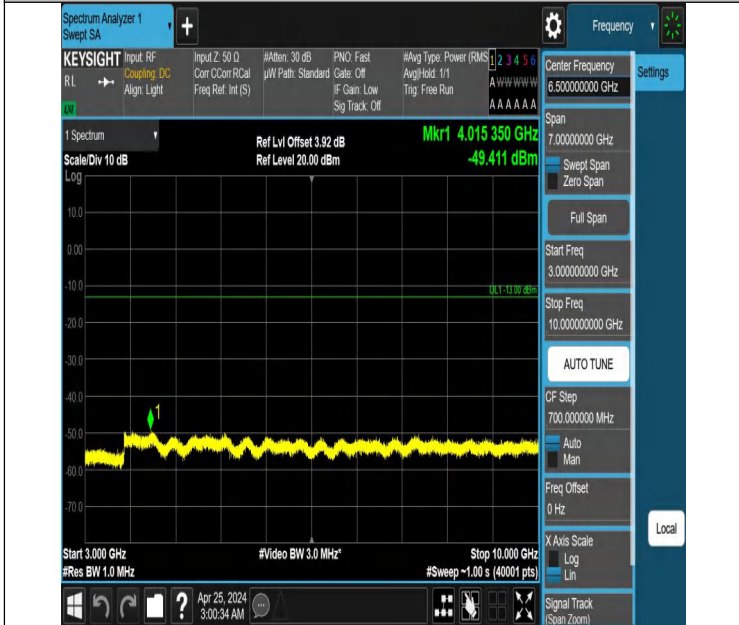 Spectrum Analyzer 1
Swept SA
+
Frequency
KEYSIGHT
RL
Input: RF
Coupling: DC
Align: Light
Input Z: 50 Ω
Corr CCorr RCal
Freq Ref: Int (S)
#Atten: 30 dB
µW Path: Standard
PNO: Fast
Gate: Off
IF Gain: Low
Sig Track: Off
#Avg Type: Power (RMS
Avg|Hold: 1/1
Trig: Free Run
1 2 3 4 5 6
A W W W W W
A A A A A A
1 Spectrum
Scale/Div 10 dB
Log
Ref Lvl Offset 3.92 dB
Ref Level 20.00 dBm
Mkr1 4.015 350 GHz
-49.411 dBm
10.0
0.00
-10.0
DL1 -13.00 dBm
-20.0
-30.0
-40.0
1
-50.0
-60.0
-70.0
Start 3.000 GHz
#Res BW 1.0 MHz
#Video BW 3.0 MHz*
Stop 10.000 GHz
#Sweep ~1.00 s (40001 pts)
?
Apr 25, 2024
3:00:34 AM
Center Frequency
6.500000000 GHz
Settings
Span
7.00000000 GHz
Swept Span
Zero Span
Full Span
Start Freq
3.000000000 GHz
Stop Freq
10.000000000 GHz
AUTO TUNE
CF Step
700.000000 MHz
Auto
Man
Freq Offset
0 Hz
Local
X Axis Scale
Log
Lin
Signal Track
(Span Zoom)